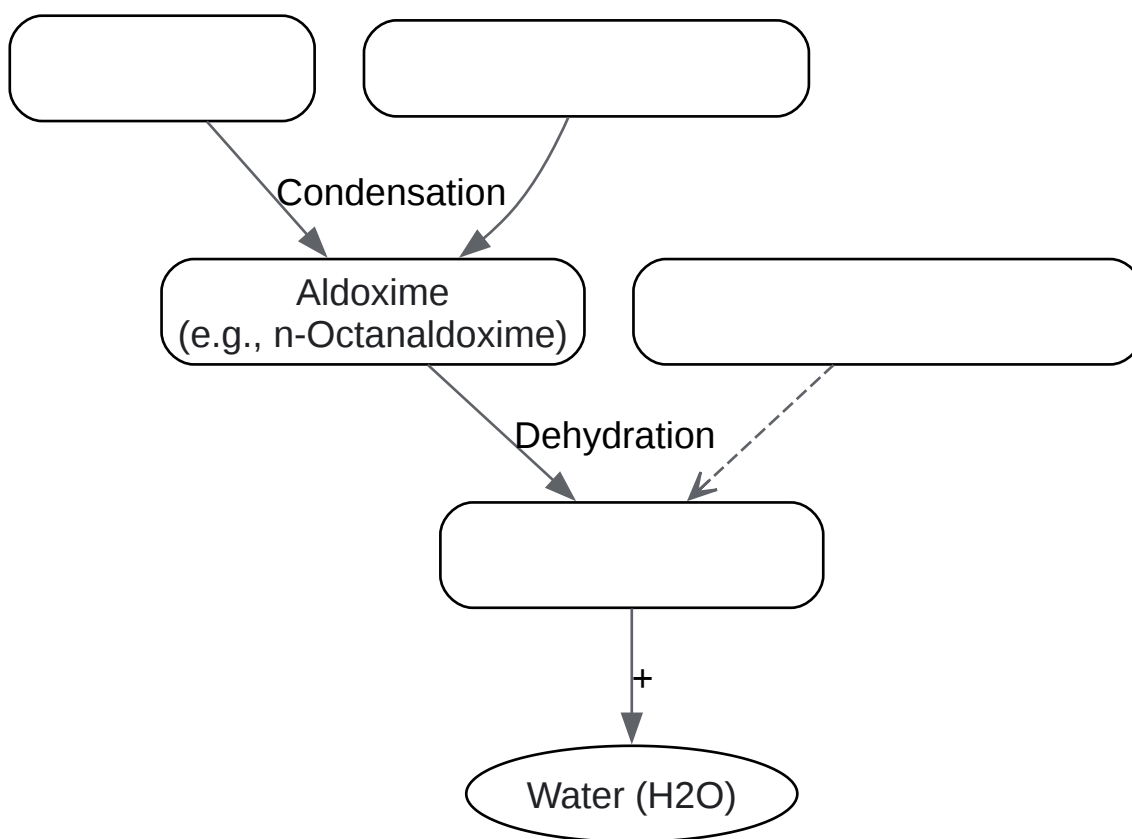 Condensation
Aldoxime
(e.g., n-Octanaldoxime)
Dehydration
+
Water (H2O)